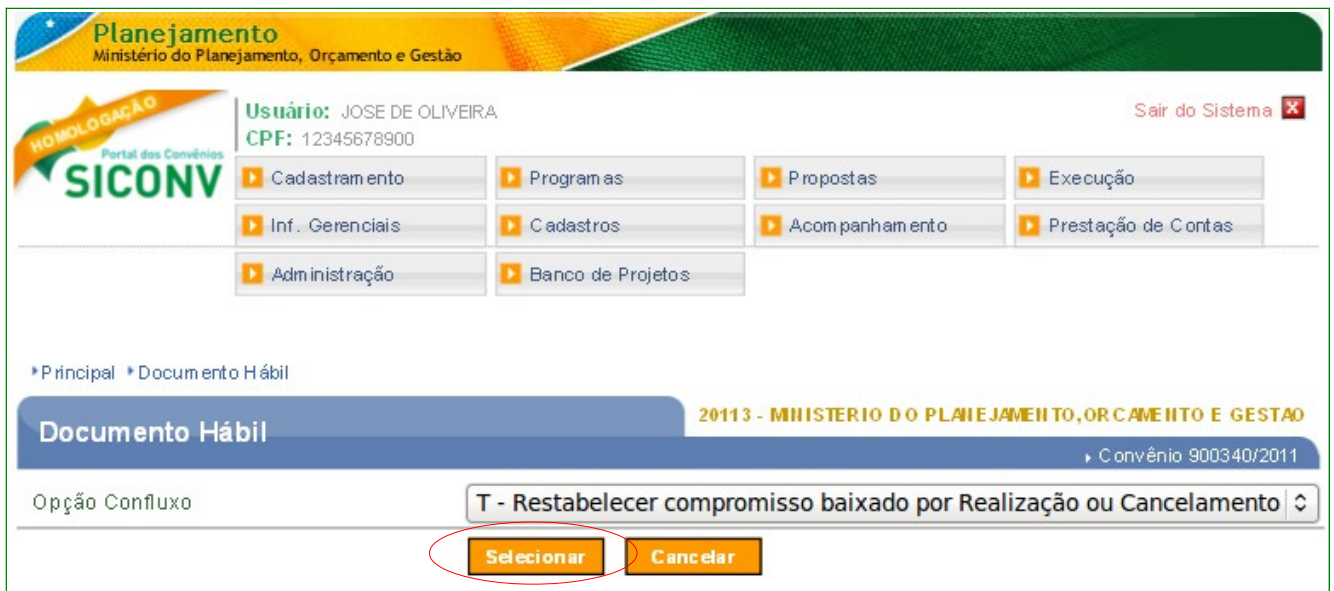 Planejamento
Ministério do Planejamento, Orçamento e Gestão
HOMOLOGAÇÃO
Portal dos Convênios
SICONV
Usuário: JOSE DE OLIVEIRA
CPF: 12345678900
Sair do Sistema X
Cadastramento Programas Propostas Execução
Inf. Gerenciais Cadastros Acompanhamento Prestação de Contas
Administração Banco de Projetos
Principal Documento Hábil
20113 - MINISTERIO DO PLANEJAMENTO,ORCAMENTO E GESTAO
Documento Hábil
Convênio 900340/2011
Opção Confluxo T - Restabelecer compromisso baixado por Realização ou Cancelamento
Selecionar Cancelar